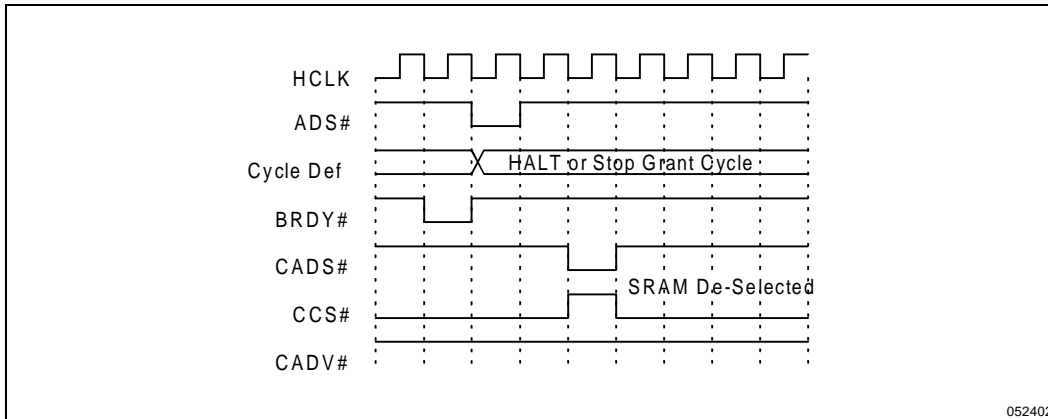 HCLK
ADS#
Cycle Def
HALT or Stop Grant Cycle
BRDY#
CADS#
SRAM De-Selected
CCS#
CADV#
052402